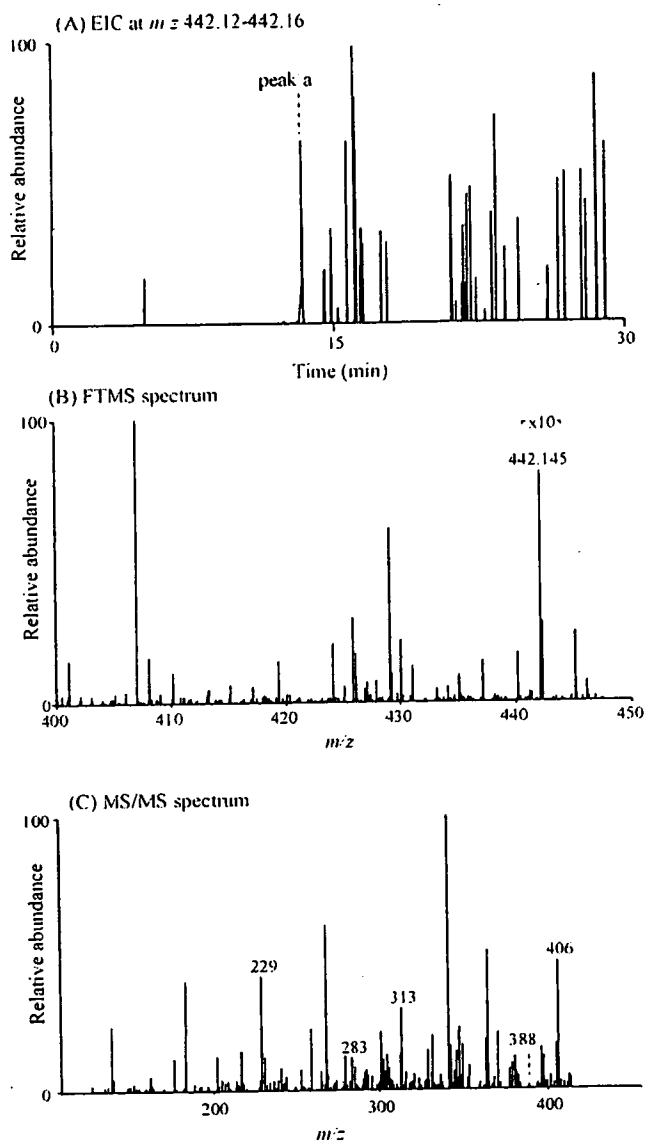 (A) EIC at m z 442.12-442.16
100
peak a
Relative abundance
0
0
15
30
Time (min)
(B) FTMS spectrum
100
x10
442.145
Relative abundance
0
400
410
420
430
440
450
m/z
(C) MS/MS spectrum
100
406
229
313
388
283
Relative abundance
0
200
300
400
m/z